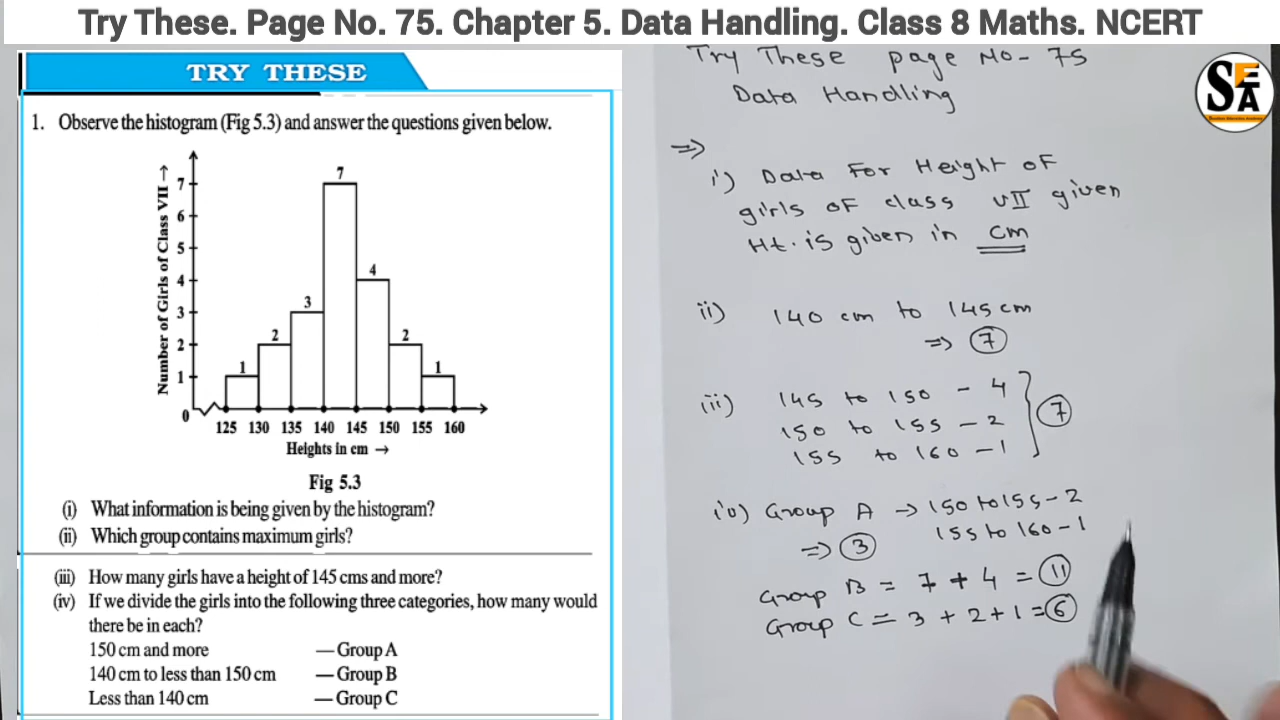 Try These. Page No. 75. Chapter 5. Data Handling. Class 8 Maths. NCERT
TRY THESE
1. Observe the histogram (Fig 5.3) and answer the questions given below.
Number of Girls of Class VII →
7
6
5
4
3
2
1
0
1
2
3
7
4
2
1
125 130 135 140 145 150 155 160
Heights in cm →
Fig 5.3
(i) What information is being given by the histogram?
(ii) Which group contains maximum girls?
(iii) How many girls have a height of 145 cms and more?
(iv) If we divide the girls into the following three categories, how many would
there be in each?
150 cm and more — Group A
140 cm to less than 150 cm — Group B
Less than 140 cm — Group C
Try These page No- 75
Data Handling
⇒
i) Data For Height of
girls of class VII given
Ht. is giben in cm
ii) 140 cm to 145 cm
⇒ 7
iii) 145 to 150 - 4
150 to 155 - 2
155 to 160 - 1
7
iv) Group A → 150 to 155 - 2
155 to 160 - 1
⇒ 3
Group B = 7 + 4 = 11
Group C = 3 + 2 + 1 = 6
SEA